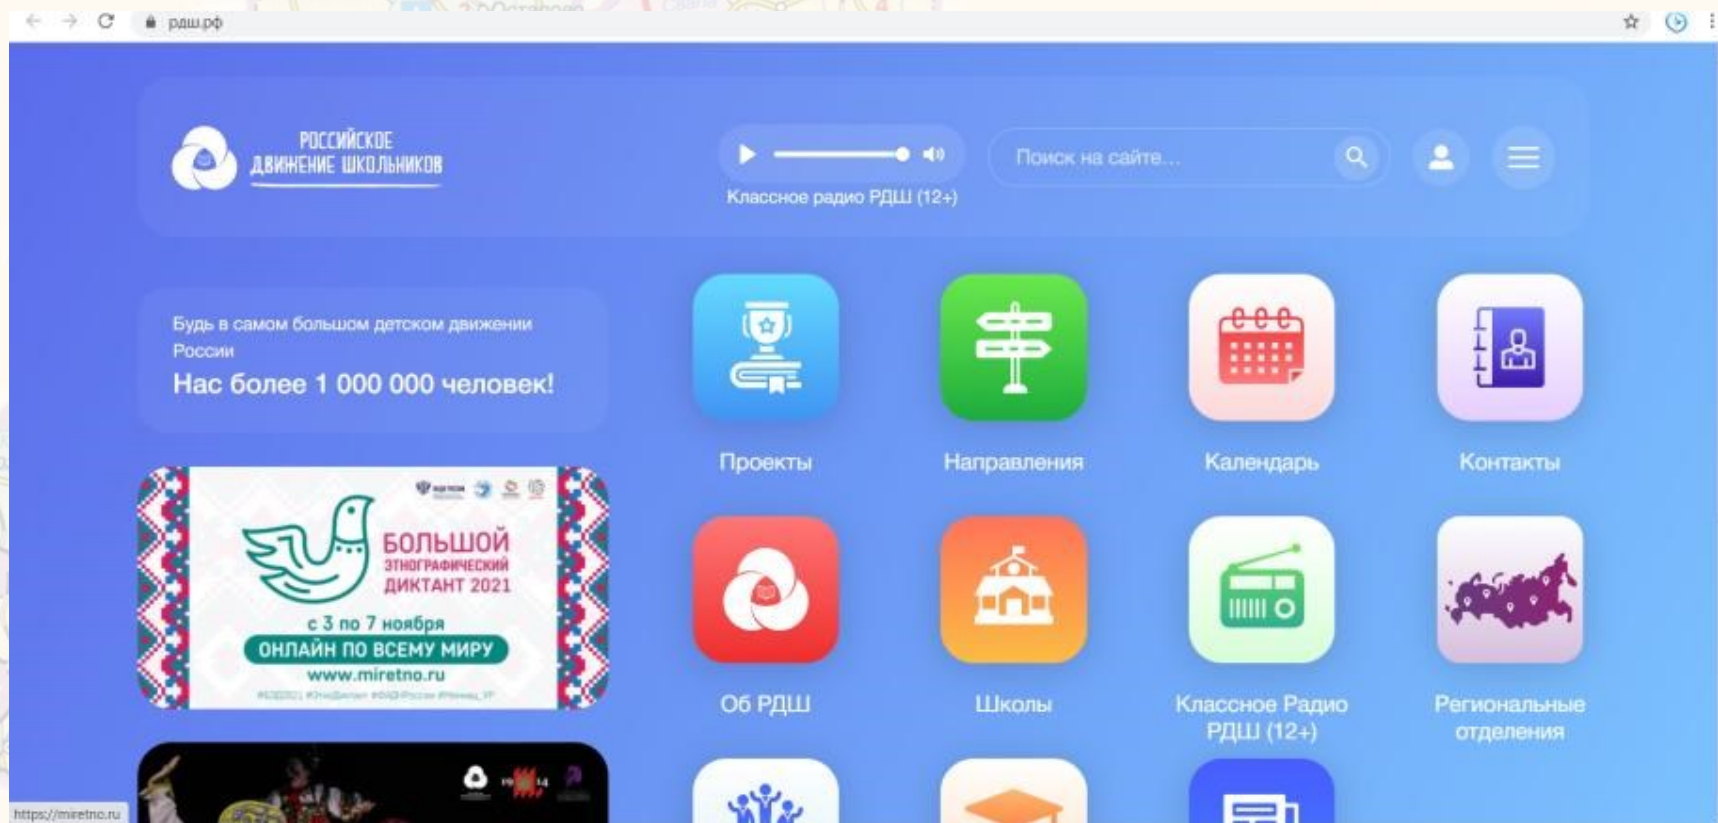 рдш.рф
РОССИЙСКОЕ
ДВИЖЕНИЕ ШКОЛЬНИКОВ
Классное радио РДШ (12+)
Поиск на сайте...
Будь в самом большом детском движении
России
Нас более 1 000 000 человек!
Проекты
Направления
Календарь
Контакты
БОЛЬШОЙ
ЭТНОГРАФИЧЕСКИЙ
ДИКТАНТ 2021
с 3 по 7 ноября
ОНЛАЙН ПО ВСЕМУ МИРУ
www.miretno.ru
Об РДШ
Школы
Классное Радио
РДШ (12+)
Региональные
отделения
https://miretno.ru